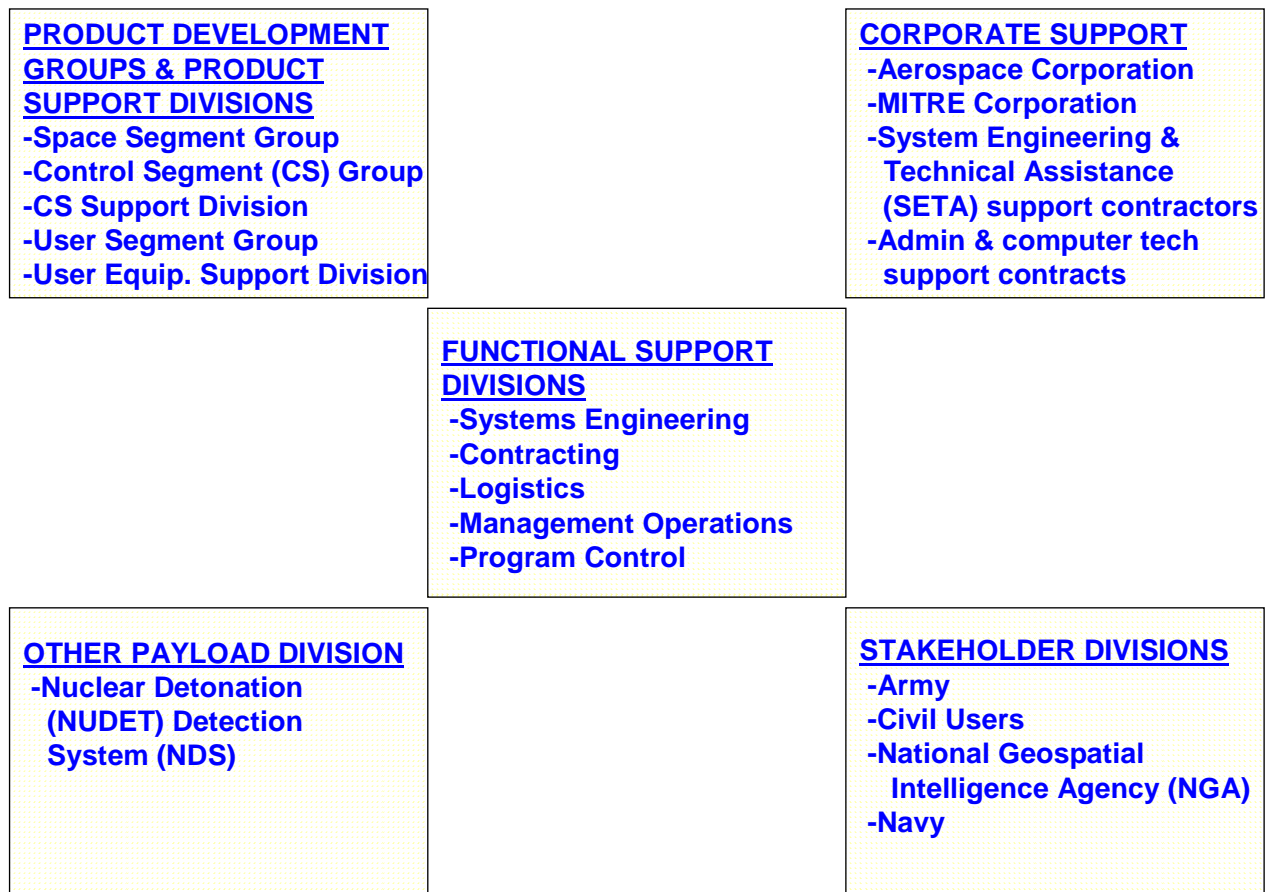 PRODUCT DEVELOPMENT
GROUPS & PRODUCT
SUPPORT DIVISIONS
-Space Segment Group
-Control Segment (CS) Group
-CS Support Division
-User Segment Group
-User Equip. Support Division
CORPORATE SUPPORT
-Aerospace Corporation
-MITRE Corporation
-System Engineering &
Technical Assistance
(SETA) support contractors
-Admin & computer tech
support contracts
FUNCTIONAL SUPPORT
DIVISIONS
-Systems Engineering
-Contracting
-Logistics
-Management Operations
-Program Control
OTHER PAYLOAD DIVISION
-Nuclear Detonation
(NUDET) Detection
System (NDS)
STAKEHOLDER DIVISIONS
-Army
-Civil Users
-National Geospatial
Intelligence Agency (NGA)
-Navy